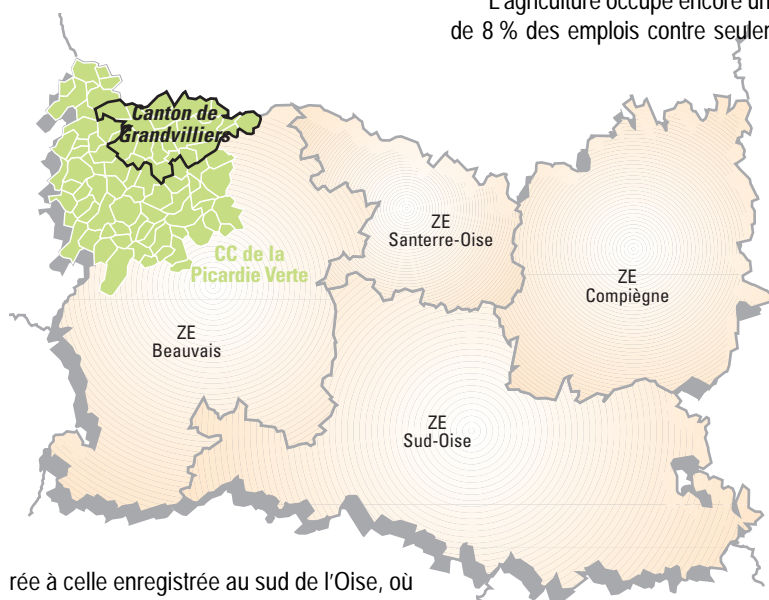 L'agriculture occupe encore un
de 8 % des emplois contre seuler
Canton de
Grandvilliers
ZE
Santerre-Oise
CC de la
Picardie Verte
ZE
Compiègne
ZE
Beauvais
ZE
Sud-Oise
rée à celle enregistrée au sud de l'Oise, où